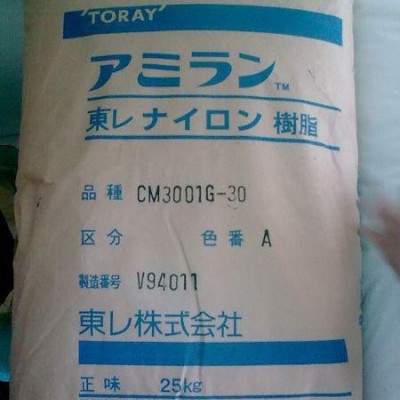 TORAY
アミラン™
東レ ナイロン 樹脂
品種 CM3001G-30
区分 色番 A
製造番号 V94011
東レ株式会社
正味 25kg